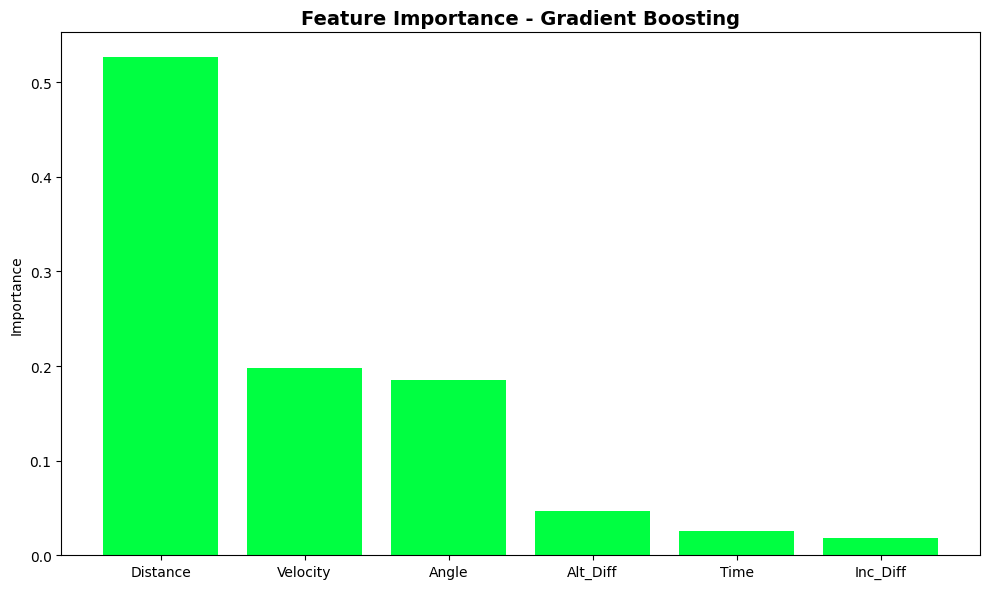 Feature Importance - Gradient Boosting
Importance
0.5
0.4
0.3
0.2
0.1
0.0
Distance Velocity Angle Alt_Diff Time Inc_Diff